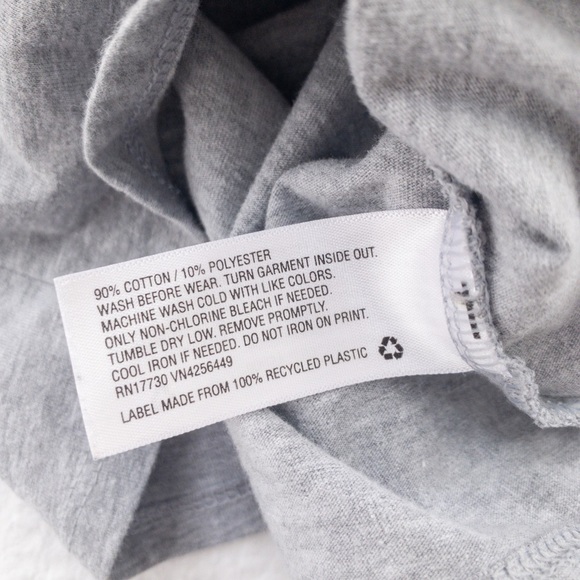 90% COTTON / 10% POLYESTER
WASH BEFORE WEAR. TURN GARMENT INSIDE OUT.
MACHINE WASH COLD WITH LIKE COLORS.
ONLY NON-CHLORINE BLEACH IF NEEDED.
TUMBLE DRY LOW. REMOVE PROMPTLY.
COOL IRON IF NEEDED. DO NOT IRON ON PRINT.
RN17730 VN4256449
LABEL MADE FROM 100% RECYCLED PLASTIC